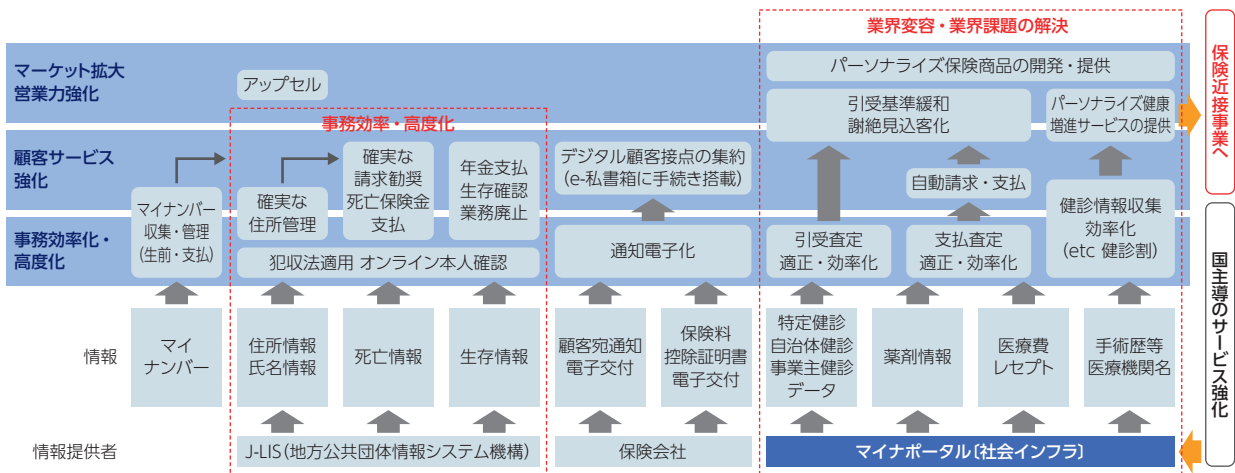 業界変容・業界課題の解決
マーケット拡大
営業力強化
アップセル
パーソナライズ保険商品の開発・提供
引受基準緩和
謝絶見込客化
パーソナライズ健康
増進サービスの提供
保険近接事業へ
事務効率・高度化
顧客サービス
強化
マイナンバー
収集・管理
(生前・支払)
確実な
住所管理
確実な
請求勧奨
死亡保険金
支払
年金支払
生存確認
業務廃止
デジタル顧客接点の集約
(e-私書箱に手続き搭載)
自動請求・支払
健診情報収集
効率化
(etc 健診割)
事務効率化・
高度化
犯収法適用 オンライン本人確認
通知電子化
引受査定
適正・効率化
支払査定
適正・効率化
国主導のサービス強化
情報
マイ
ナンバー
住所情報
氏名情報
死亡情報
生存情報
顧客宛通知
電子交付
保険料
控除証明書
電子交付
特定健診
自治体健診
事業主健診
データ
薬剤情報
医療費
レセプト
手術歴等
医療機関名
情報提供者
J-LIS(地方公共団体情報システム機構)
保険会社
マイナポータル〔社会インフラ〕